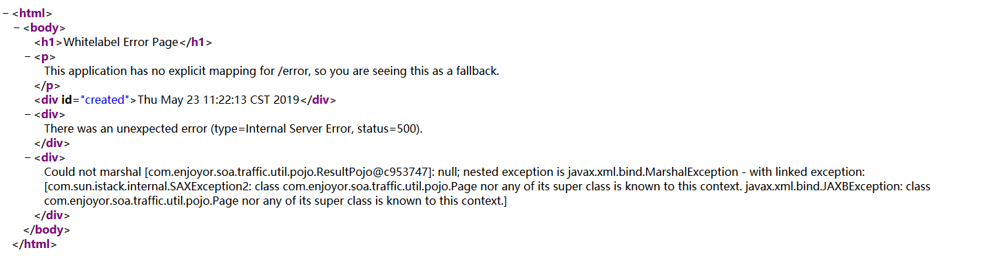 − <html>
− <body>
<h1>Whitelabel Error Page</h1>
− <p>
This application has no explicit mapping for /error, so you are seeing this as a fallback.
</p>
<div id="created">Thu May 23 11:22:13 CST 2019</div>
− <div>
There was an unexpected error (type=Internal Server Error, status=500).
</div>
− <div>
Could not marshal [com.enjoyor.soa.traffic.util.pojo.ResultPojo@c953747]: null; nested exception is javax.xml.bind.MarshalException - with linked exception:
[com.sun.istack.internal.SAXException2: class com.enjoyor.soa.traffic.util.pojo.Page nor any of its super class is known to this context. javax.xml.bind.JAXBException: class
com.enjoyor.soa.traffic.util.pojo.Page nor any of its super class is known to this context.]
</div>
</body>
</html>